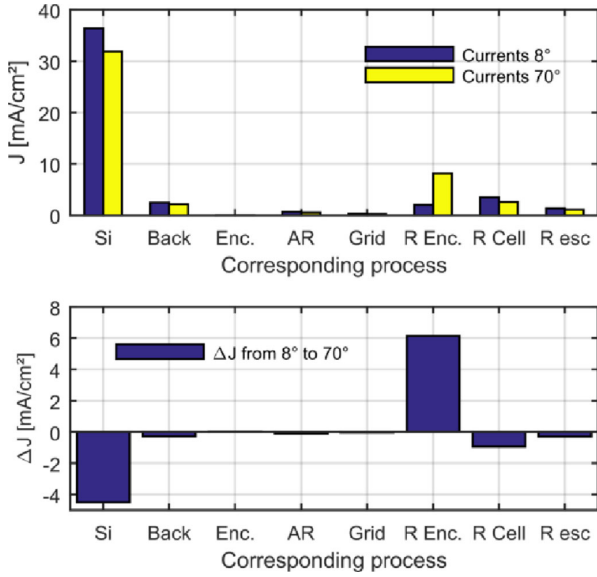 40
30
20
10
0
J [mA/cm²]
Currents 8°
Currents 70°
Si Back Enc. AR Grid R Enc. R Cell R esc
Corresponding process
8
6
4
2
0
-2
-4
ΔJ [mA/cm²]
ΔJ from 8° to 70°
Si Back Enc. AR Grid R Enc. R Cell R esc
Corresponding process